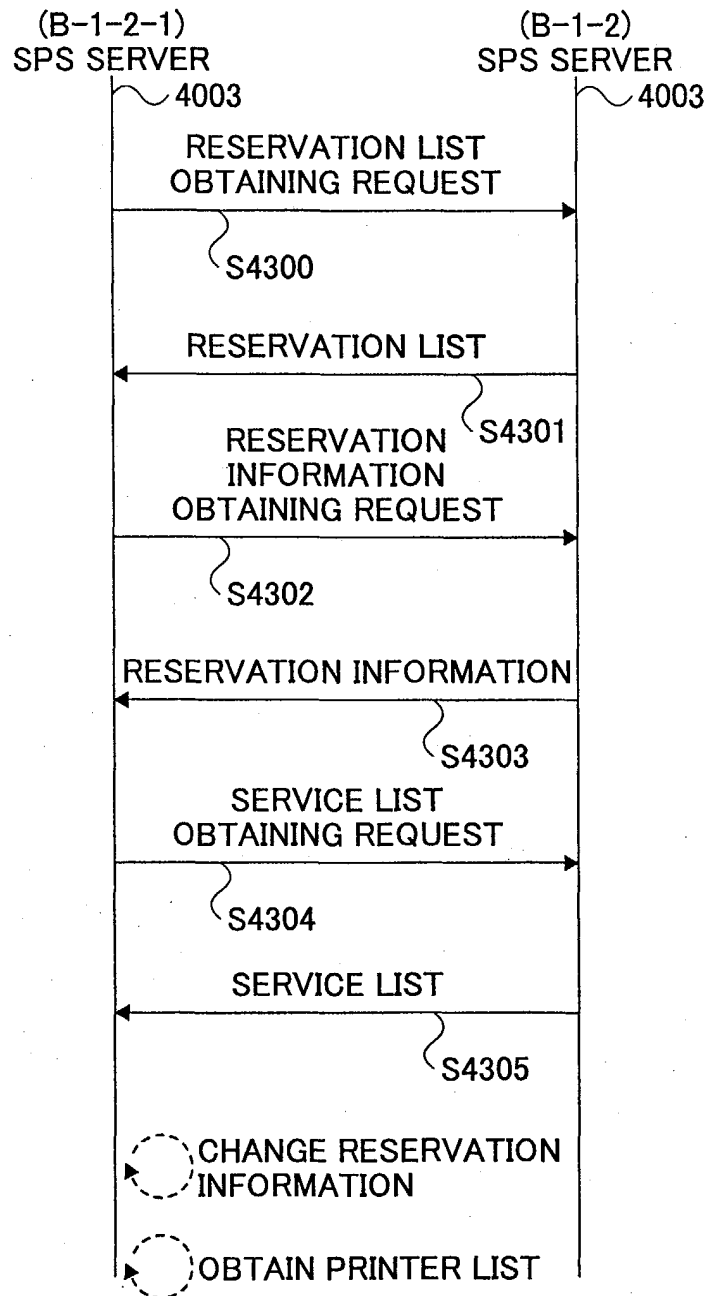 (B-1-2-1)
SPS SERVER
(B-1-2)
SPS SERVER
4003
4003
RESERVATION LIST
OBTAINING REQUEST
S4300
RESERVATION LIST
S4301
RESERVATION
INFORMATION
OBTAINING REQUEST
S4302
RESERVATION INFORMATION
S4303
SERVICE LIST
OBTAINING REQUEST
S4304
SERVICE LIST
S4305
CHANGE RESERVATION
INFORMATION
OBTAIN PRINTER LIST